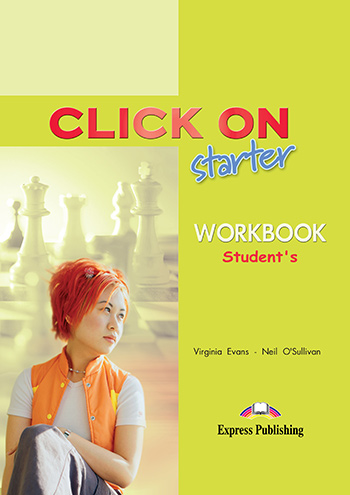 CLICK ON
starter
WORKBOOK
Student's
Virginia Evans - Neil O'Sullivan
Express Publishing